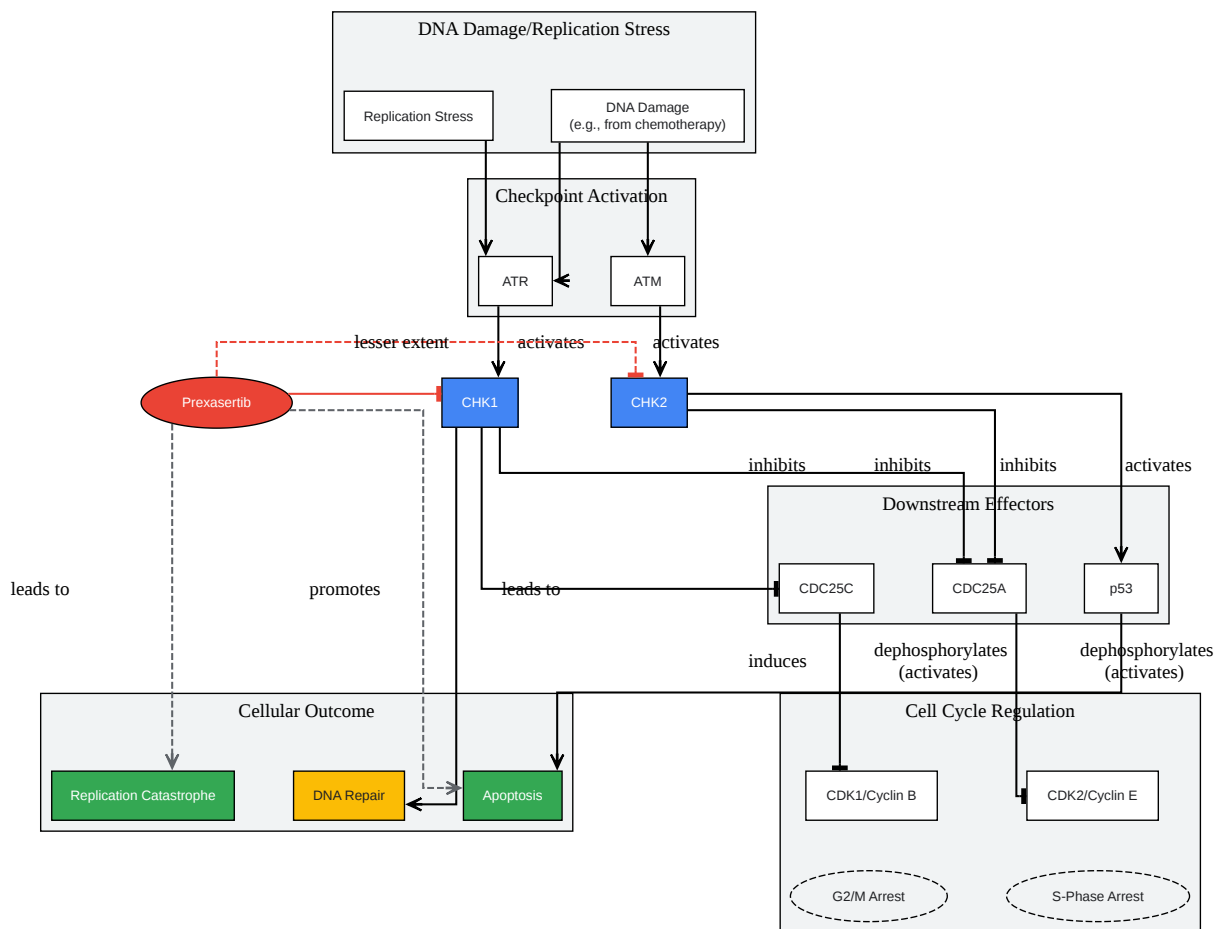 DNA Damage/Replication Stress
Replication Stress
DNA Damage
(e.g., from chemotherapy)
Checkpoint Activation
ATR
ATM
lesser extent
activates
activates
Prexasertib
CHK1
CHK2
inhibits
inhibits
inhibits
activates
Downstream Effectors
leads to
promotes
leads to
CDC25C
CDC25A
p53
induces
dephosphorylates
(activates)
dephosphorylates
(activates)
Cellular Outcome
Cell Cycle Regulation
Replication Catastrophe
DNA Repair
Apoptosis
CDK1/Cyclin B
CDK2/Cyclin E
G2/M Arrest
S-Phase Arrest